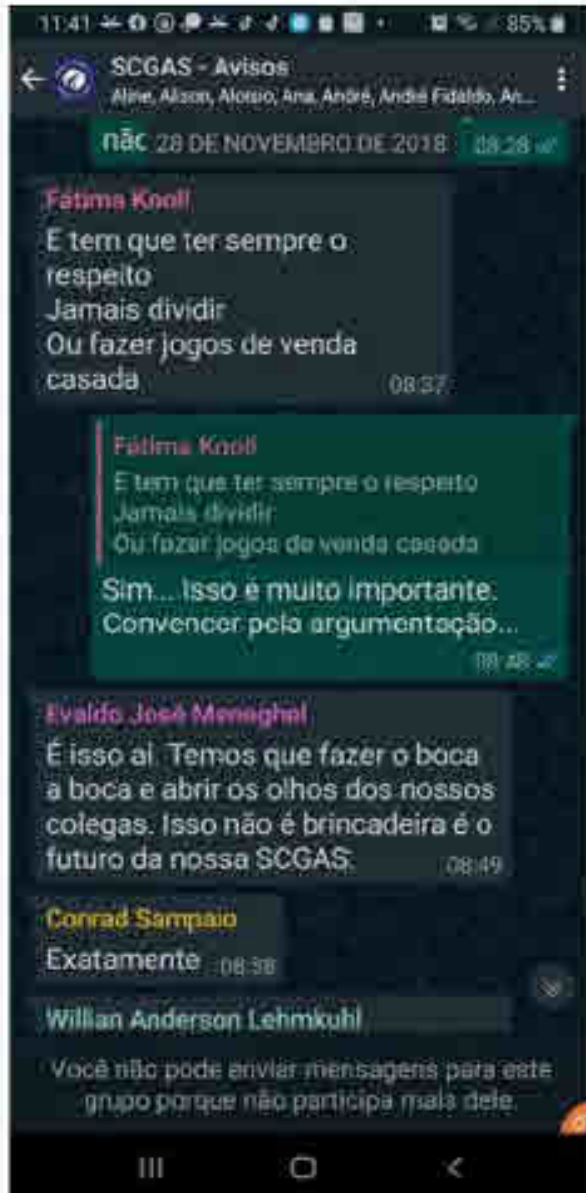 11:41
85%
SCGAS - Avisos
Aline, Alison, Aloisio, Ana, André, André Fidaldo, An...
nãc 28 DE NOVEMBRO DE 2018 08:28
Fátima Knoll
E tem que ter sempre o
respeito
Jamais dividir
Ou fazer jogos de venda
casada
08:37
Fátima Knoll
E tem que ter sempre o respeito
Jamais dividir
Ou fazer jogos de venda casada
Sim... Isso é muito importante.
Convencer pela argumentação...
08:48
Evaldo José Meneghel
É isso aí. Temos que fazer o boca
a boca e abrir os olhos dos nossos
colegas. Isso não é brincadeira é o
futuro da nossa SCGAS.
08:49
Conrad Sampaio
Exatamente
Willian Anderson Lehmkuhl
Você não pode enviar mensagens para este
grupo porque não participa mais dele.